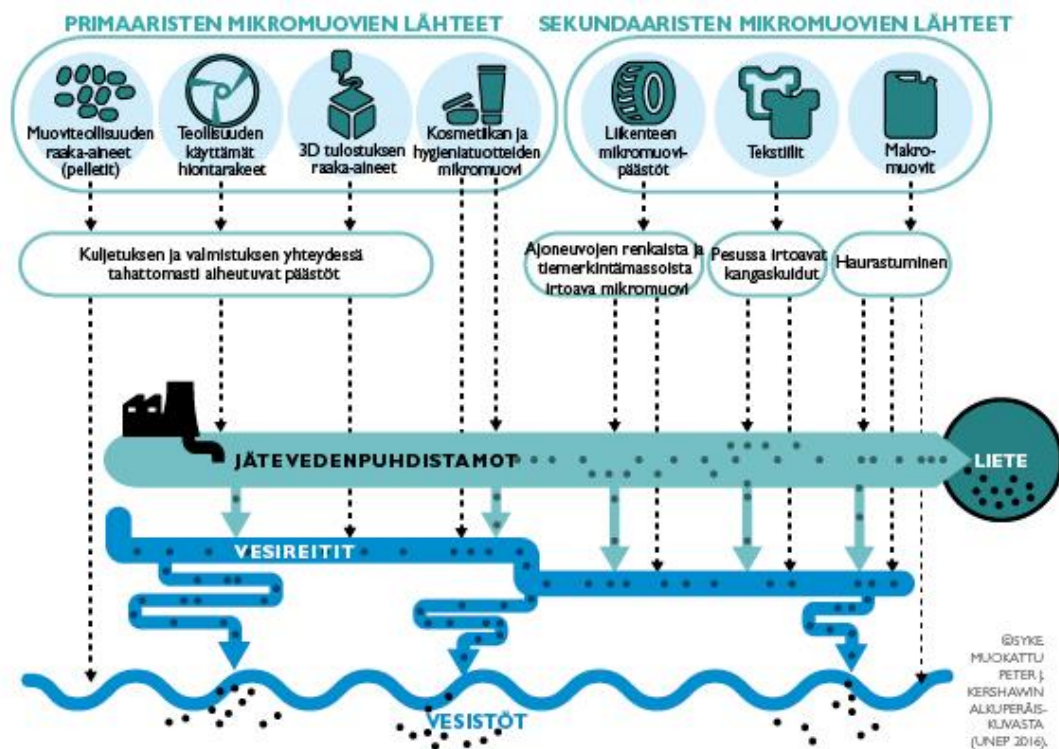 PRIMAARISTEN MIKROMUOVIEN LÄHTEET
SEKUNDAARISTEN MIKROMUOVIEN LÄHTEET
Muoviteollisuuden
raaka-aineet
(pelletit)
Teollisuuden
käyttämät
hiontarakeet
3D tulostuksen
raaka-aineet
Kosmetiikan ja
hygieniatuotteiden
mikromuovi
Liikenteen
mikromuovi-
päästöt
Tekstiilit
Makro-
muovit
Kuljetuksen ja valmistuksen yhteydessä
tahattomasti aiheutuvat päästöt
Ajoneuvojen renkaista ja
tiemerkintämassoista
irtoava mikromuovi
Pesussa irtoavat
kangaskuidut
Haurastuminen
JÄTEVEDENPUHDISTAMOT
LIETE
VESIREITIT
VESISTÖT
©SYKE
MUOKATTU
PETER J.
KERSHAWIN
ALKUPERÄIS-
KUVASTA
(UNEP 2016).